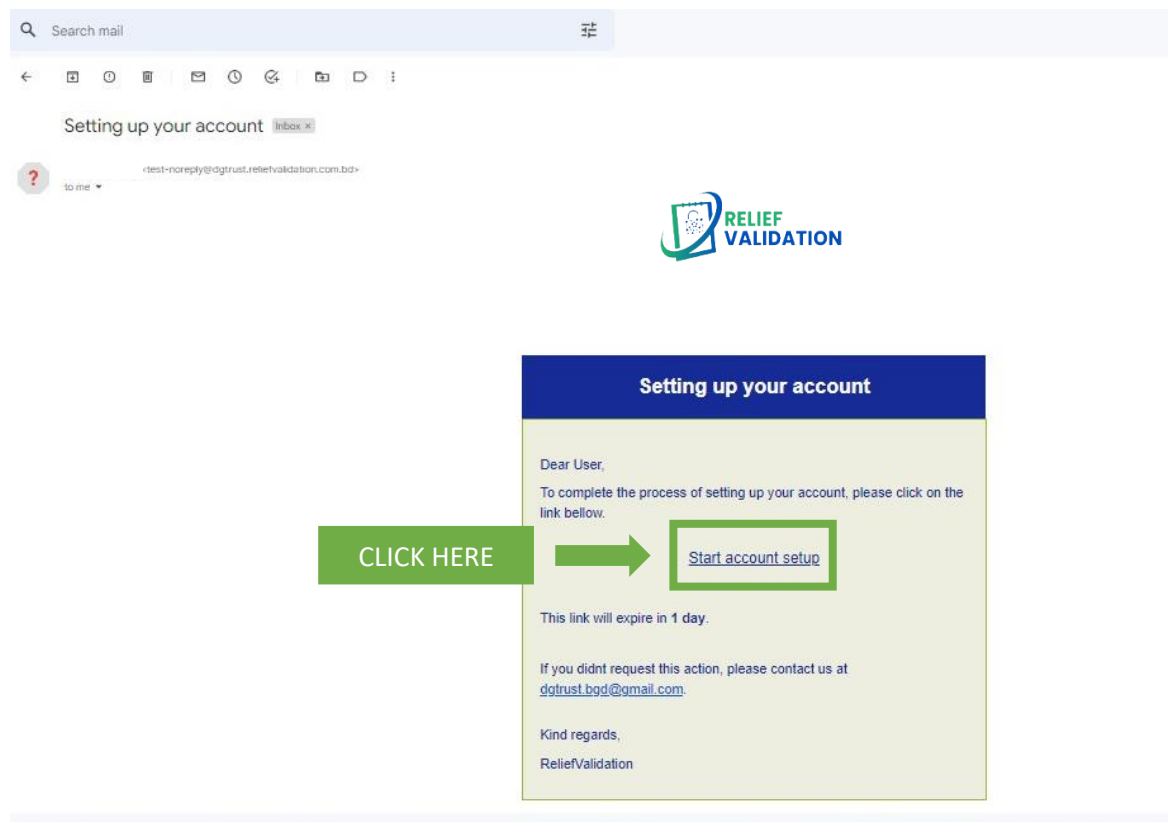 Search mail
Setting up your account Inbox ×
<test-noreply@dgtrust.reliefvalidation.com.bd>
?
to me
RELIEF
VALIDATION
Setting up your account
Dear User,
To complete the process of setting up your account, please click on the
link bellow.
CLICK HERE
Start account setup
This link will expire in 1 day.
If you didnt request this action, please contact us at
dgtrust.bgd@gmail.com.
Kind regards,
ReliefValidation